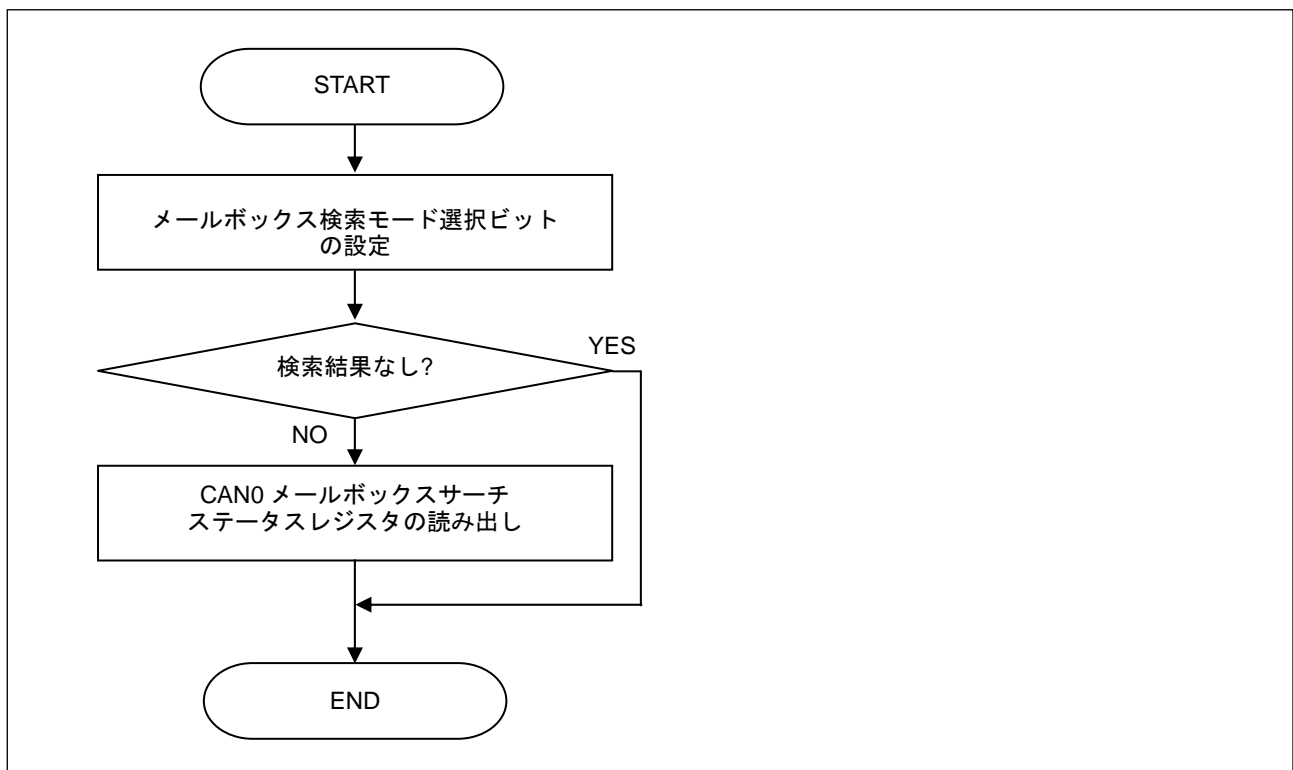 START
メールボックス検索モード選択ビット
の設定
検索結果なし?
YES
NO
CAN0 メールボックスサーチ
ステータスレジスタの読み出し
END